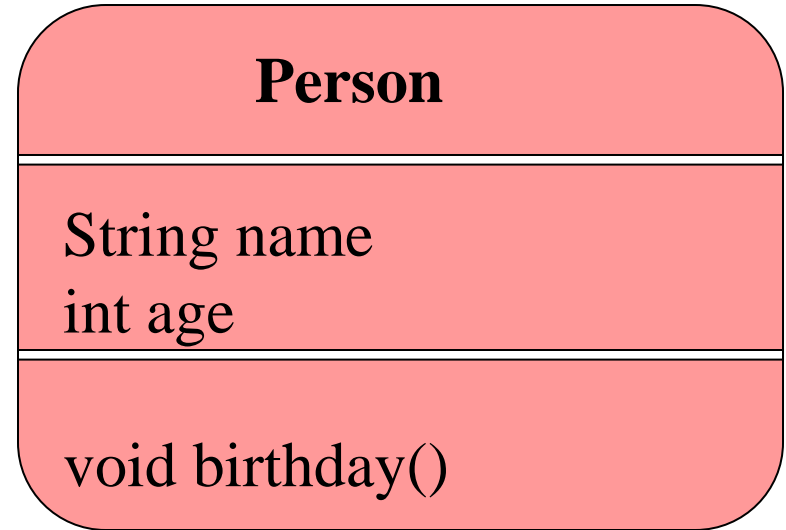 Person
String name
int age
void birthday()